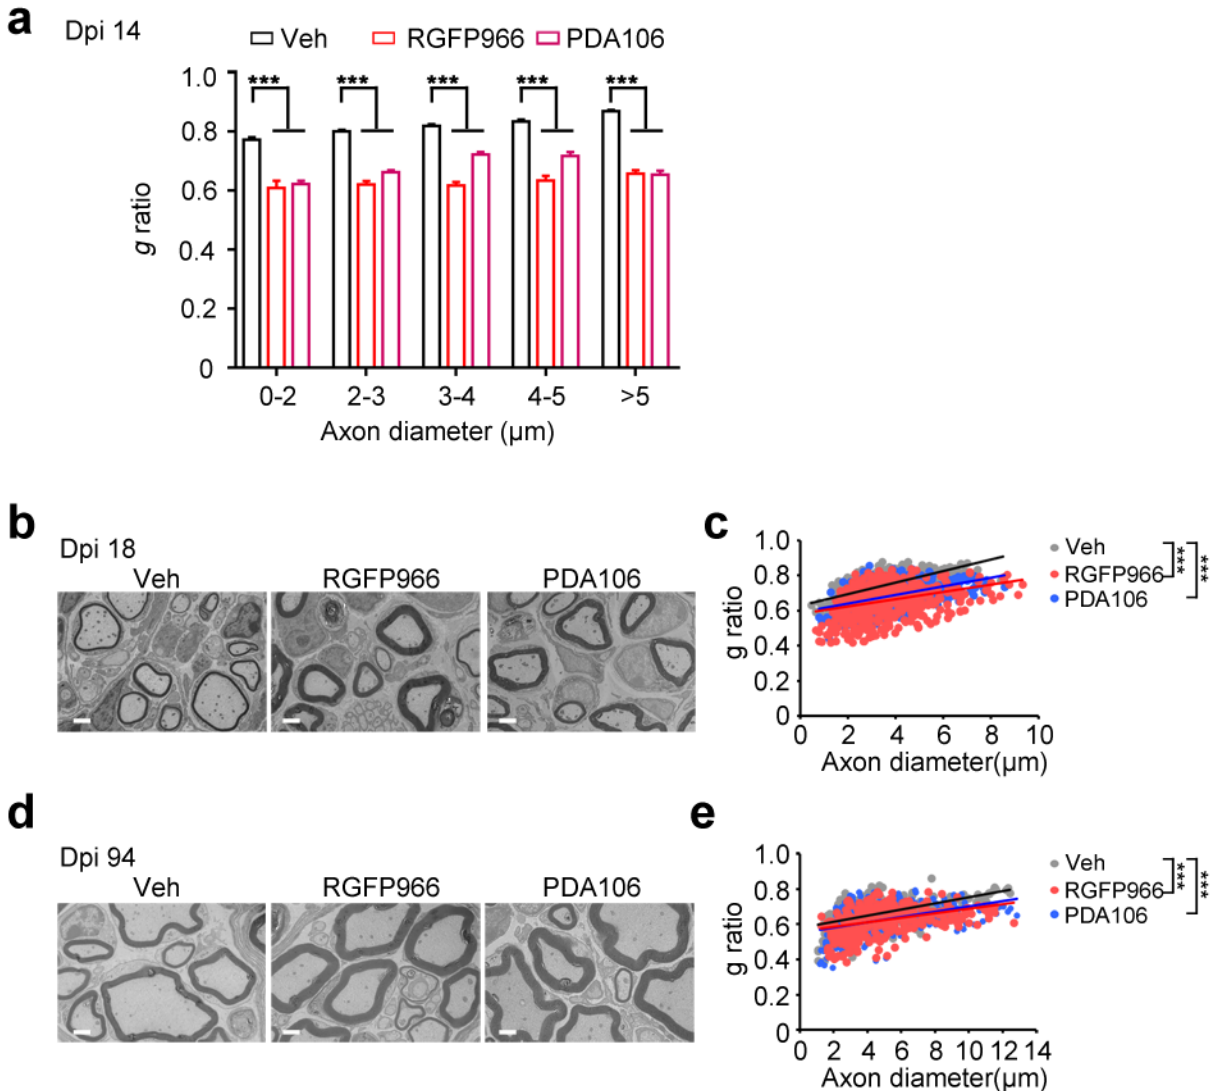 a
Dpi 14
Veh RGFP966 PDA106
1.0
0.8
0.6
0.4
0.2
0
g ratio
*** *** *** *** ***
0-2 2-3 3-4 4-5 >5
Axon diameter (µm)
b
Dpi 18
Veh RGFP966 PDA106
c
1.0
0.8
0.6
0.4
0.2
0
g ratio
0 2 4 6 8 10
Axon diameter(µm)
Veh
RGFP966
PDA106
*** ***
d
Dpi 94
Veh RGFP966 PDA106
e
1.0
0.8
0.6
0.4
0.2
0
g ratio
0 2 4 6 8 10 12 14
Axon diameter(µm)
Veh
RGFP966
PDA106
*** ***